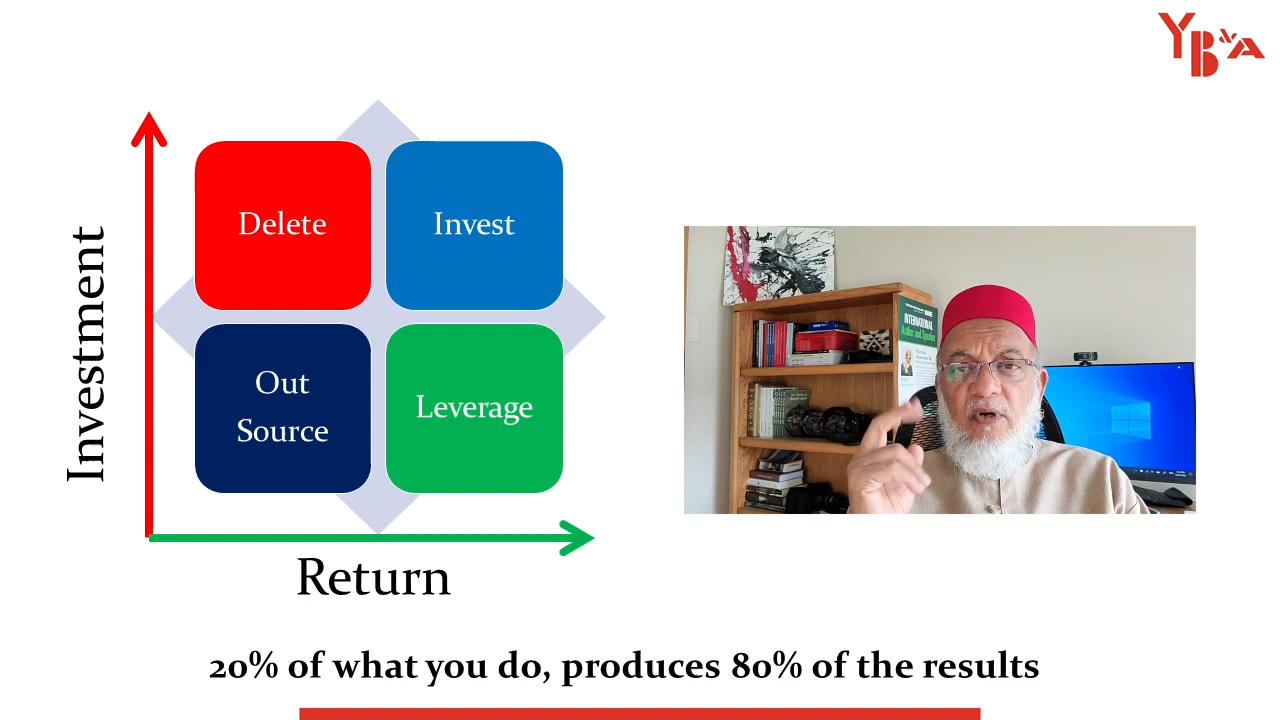 YB&A
Delete
Invest
Out
Source
Leverage
Investment
Return
INTERNATIONAL
Author and Speaker
20% of what you do, produces 80% of the results